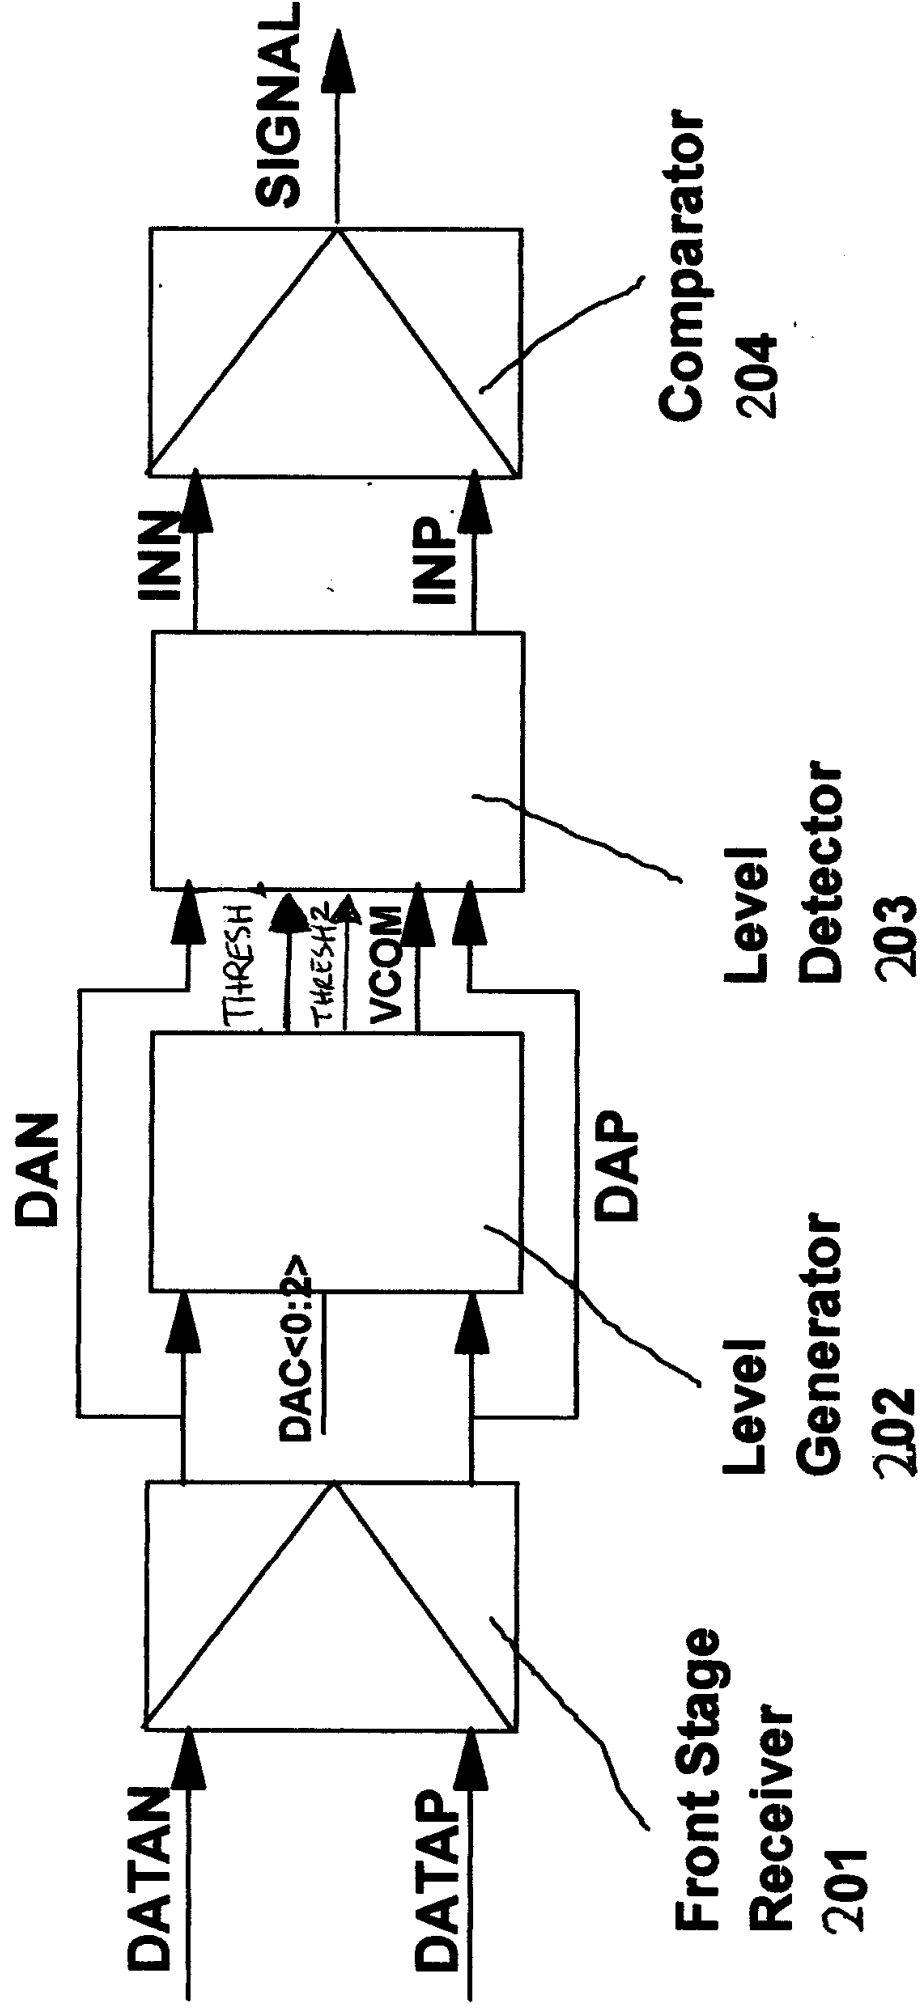 DATAN
DATAP
Front Stage
Receiver
201
DAN
DAC<0:2>
DAP
Level
Generator
202
THRESH
THRESH2
VCOM
Level
Detector
203
INN
INP
Comparator
204
SIGNAL